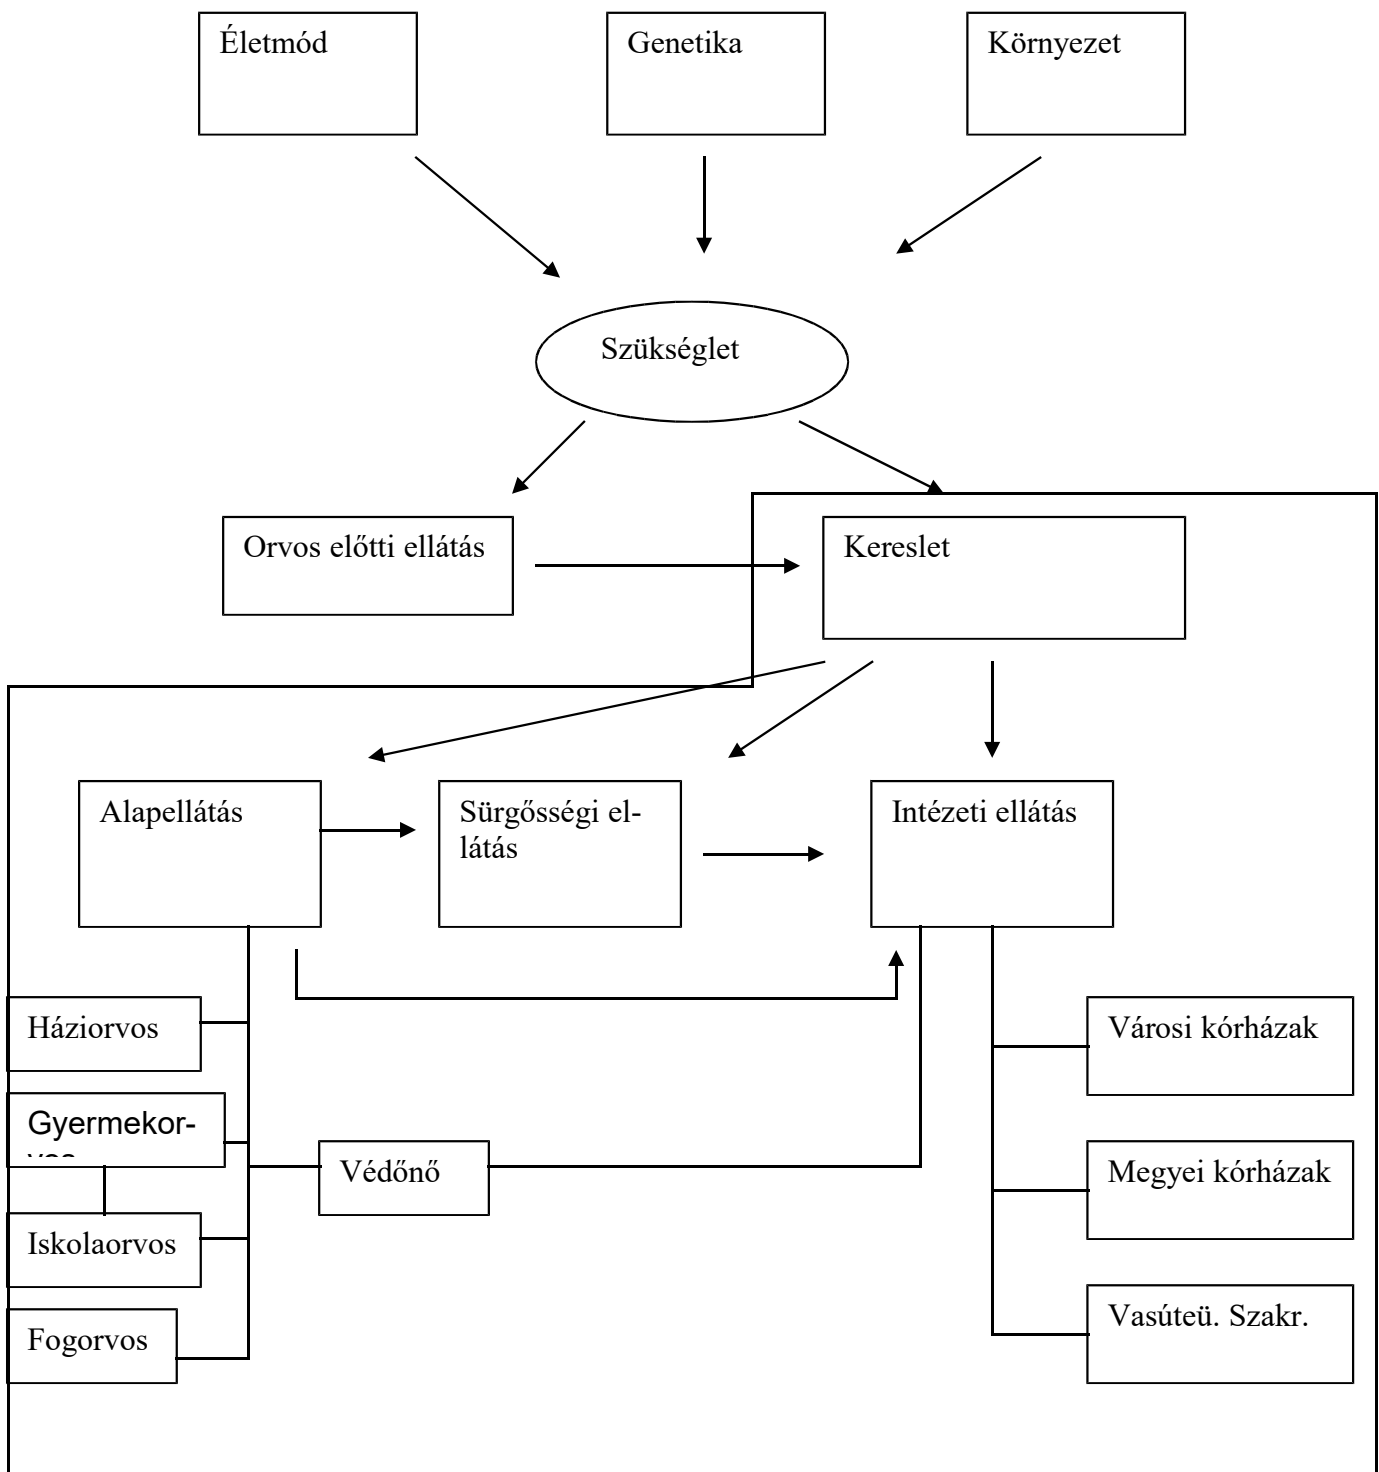 Életmód
Genetika
Környezet
Szükséglet
Orvos előtti ellátás
Kereslet
Alapellátás
Sürgősségi el-
látás
Intézeti ellátás
Háziorvos
Városi kórházak
Gyermekor-
Védőnő
Megyei kórházak
Iskolaorvos
Vasúteü. Szakr.
Fogorvos